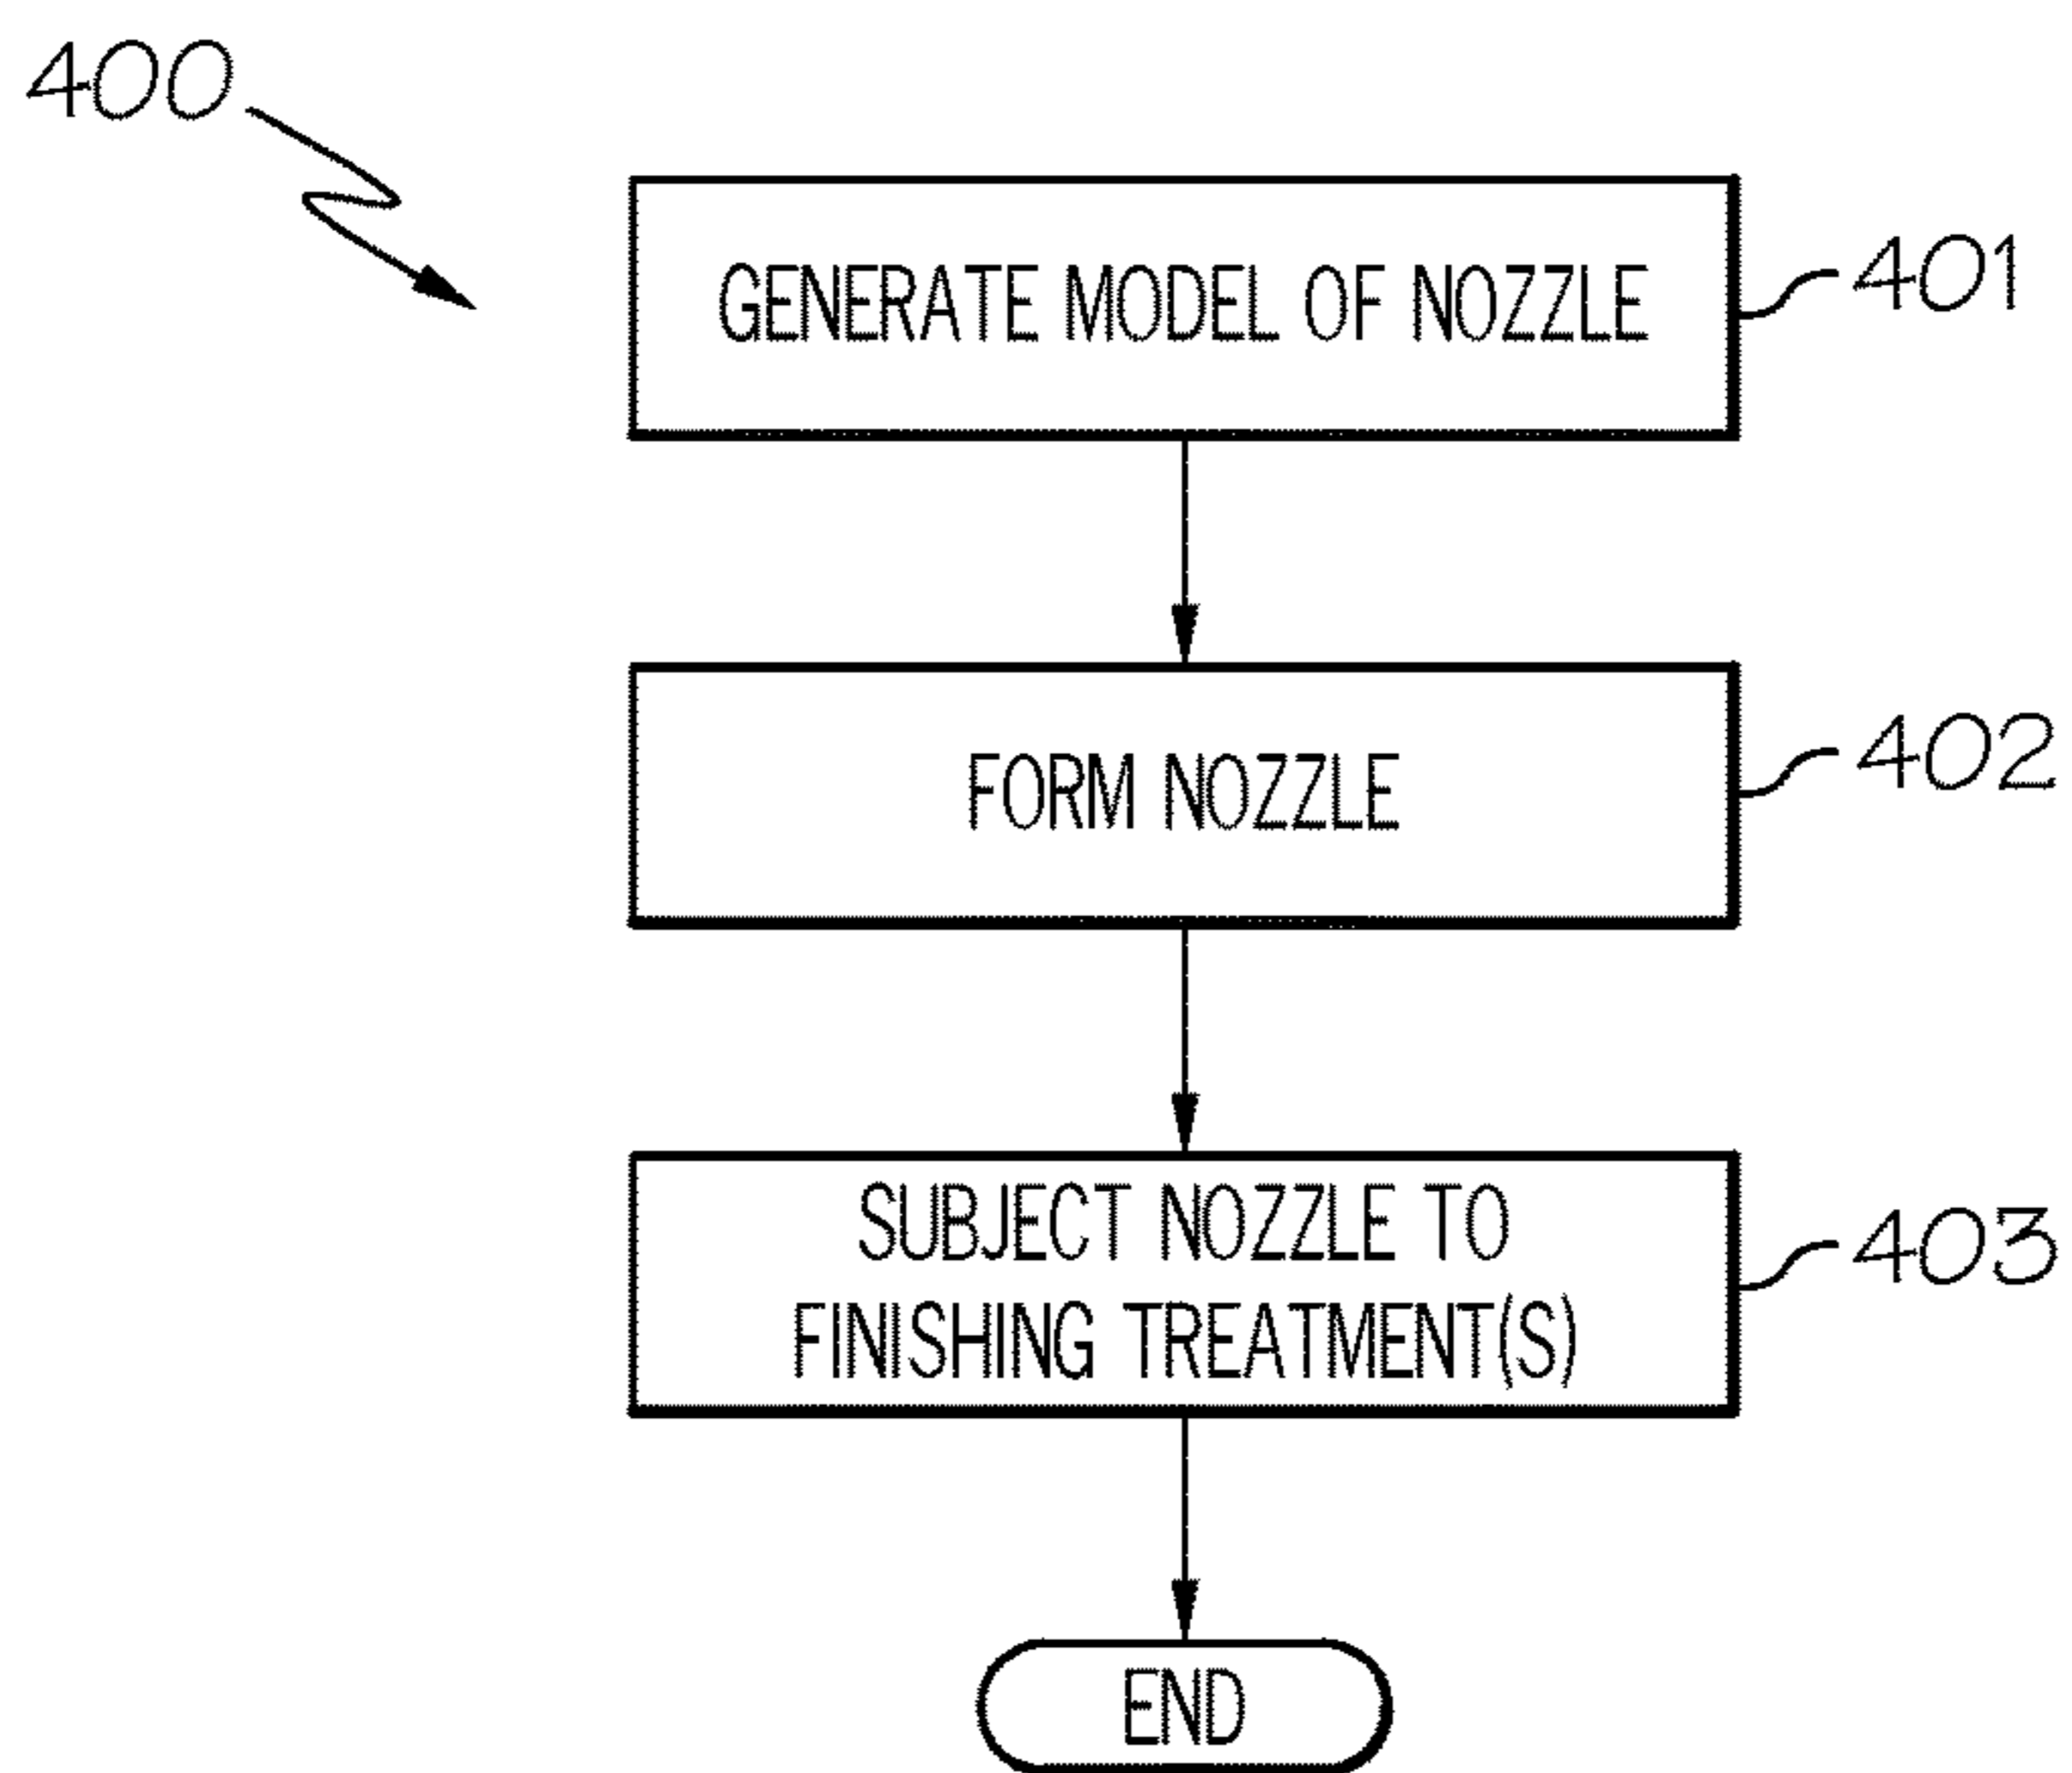 400
GENERATE MODEL OF NOZZLE
401
FORM NOZZLE
402
SUBJECT NOZZLE TO
FINISHING TREATMENT(S)
403
END